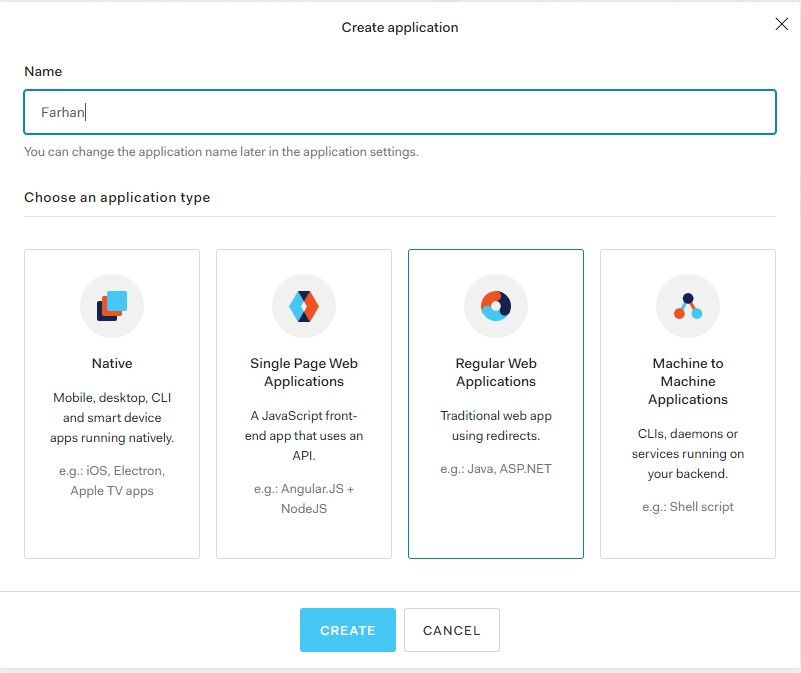 Create application
Name
Farhan
You can change the application name later in the application settings.
Choose an application type
Native
Mobile, desktop, CLI
and smart device
apps running natively.
e.g.: iOS, Electron,
Apple TV apps
Single Page Web
Applications
A JavaScript front-
end app that uses an
API.
e.g.: Angular.JS +
NodeJS
Regular Web
Applications
Traditional web app
using redirects.
e.g.: Java, ASP.NET
Machine to
Machine
Applications
CLIs, daemons or
services running on
your backend.
e.g.: Shell script
CREATE
CANCEL